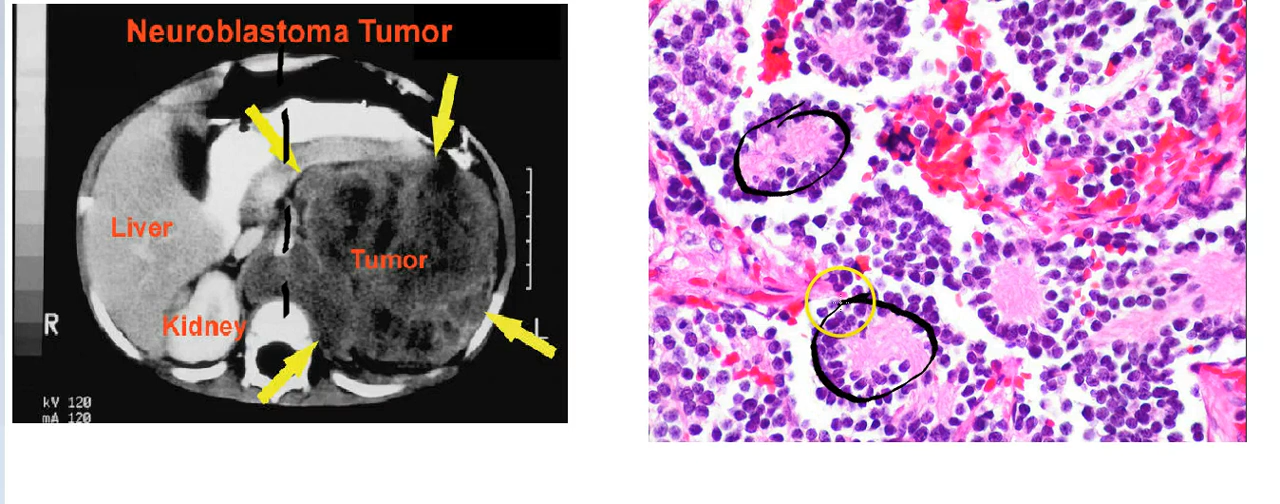 Neuroblastoma Tumor
Liver
Tumor
Kidney
R
L
kV 120
mA 120